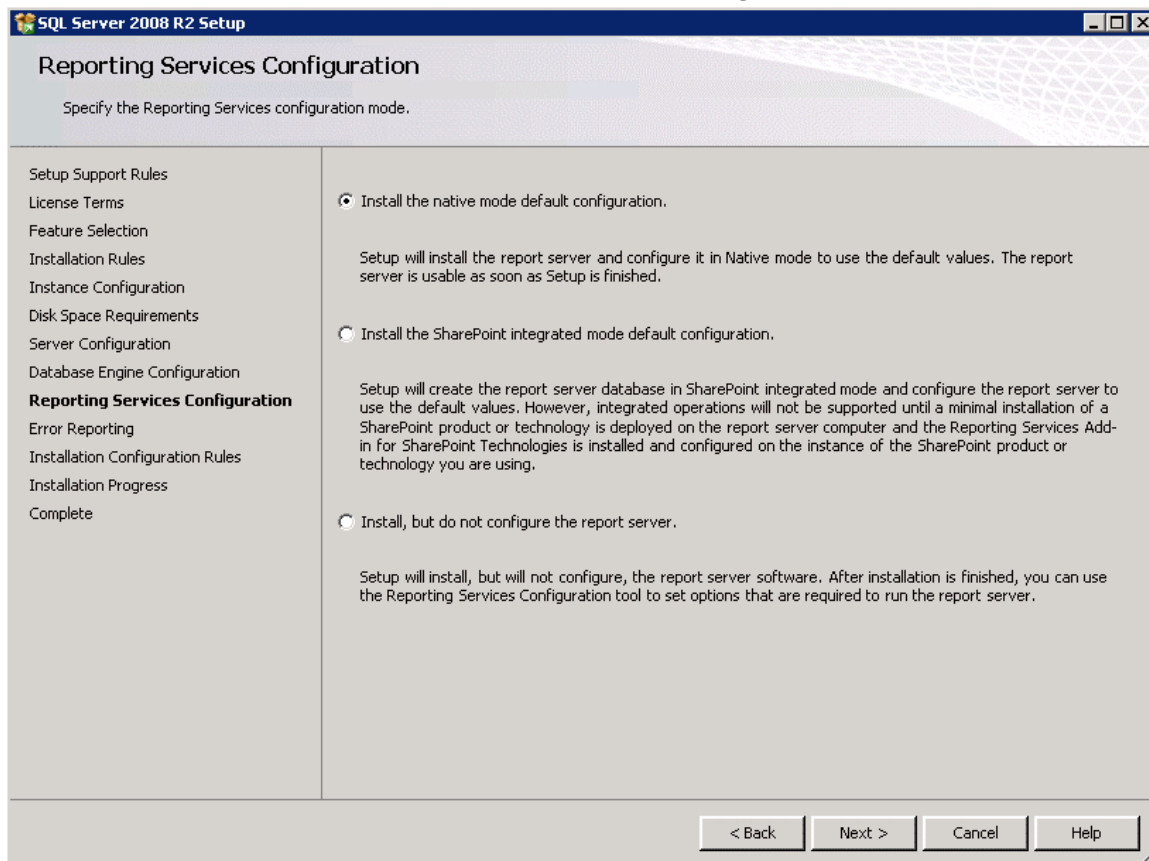 SQL Server 2008 R2 Setup
Reporting Services Configuration
Specify the Reporting Services configuration mode.
Setup Support Rules
License Terms
Feature Selection
Installation Rules
Instance Configuration
Disk Space Requirements
Server Configuration
Database Engine Configuration
Reporting Services Configuration
Error Reporting
Installation Configuration Rules
Installation Progress
Complete
Install the native mode default configuration.
Setup will install the report server and configure it in Native mode to use the default values. The report
server is usable as soon as Setup is finished.
Install the SharePoint integrated mode default configuration.
Setup will create the report server database in SharePoint integrated mode and configure the report server to
use the default values. However, integrated operations will not be supported until a minimal installation of a
SharePoint product or technology is deployed on the report server computer and the Reporting Services Add-
in for SharePoint Technologies is installed and configured on the instance of the SharePoint product or
technology you are using.
Install, but do not configure the report server.
Setup will install, but will not configure, the report server software. After installation is finished, you can use
the Reporting Services Configuration tool to set options that are required to run the report server.
< Back
Next >
Cancel
Help